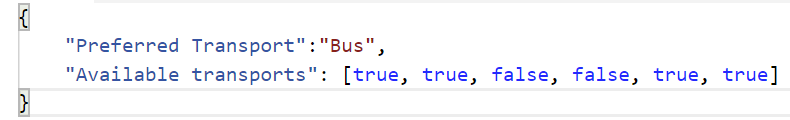 {
"Preferred Transport":"Bus",
"Available transports": [true, true, false, false, true, true]
}